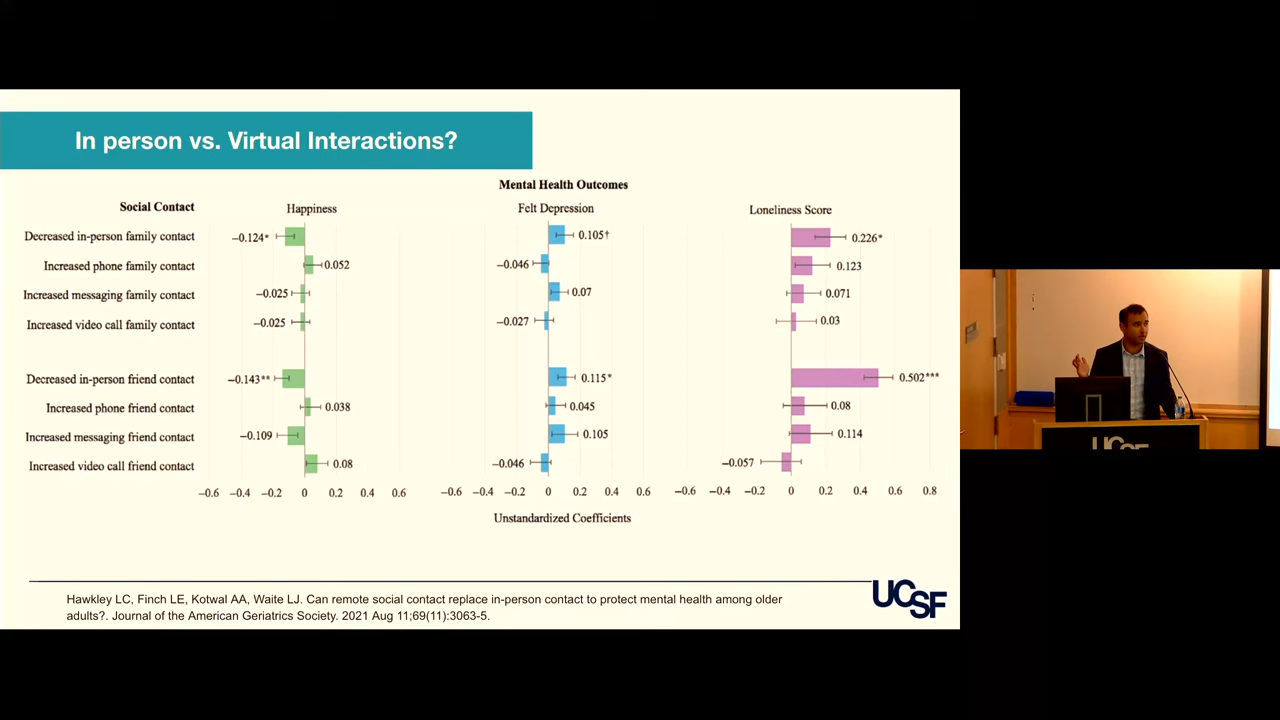 In person vs. Virtual Interactions?
Mental Health Outcomes
Social Contact
Happiness
Felt Depression
Loneliness Score
Decreased in-person family contact
−0.124*
0.105†
0.226*
Increased phone family contact
0.052
−0.046
0.123
Increased messaging family contact
−0.025
0.07
0.071
Increased video call family contact
−0.025
−0.027
0.03
Decreased in-person friend contact
−0.143**
0.115*
0.502***
Increased phone friend contact
0.038
0.045
0.08
Increased messaging friend contact
−0.109
0.105
0.114
Increased video call friend contact
0.08
−0.046
−0.057
−0.6 −0.4 −0.2 0 0.2 0.4 0.6
−0.6 −0.4 −0.2 0 0.2 0.4 0.6
−0.6 −0.4 −0.2 0 0.2 0.4 0.6 0.8
Unstandardized Coefficients
Hawkley LC, Finch LE, Kotwal AA, Waite LJ. Can remote social contact replace in-person contact to protect mental health among older
adults?. Journal of the American Geriatrics Society. 2021 Aug 11;69(11):3063-5.
UCSF
UCSF